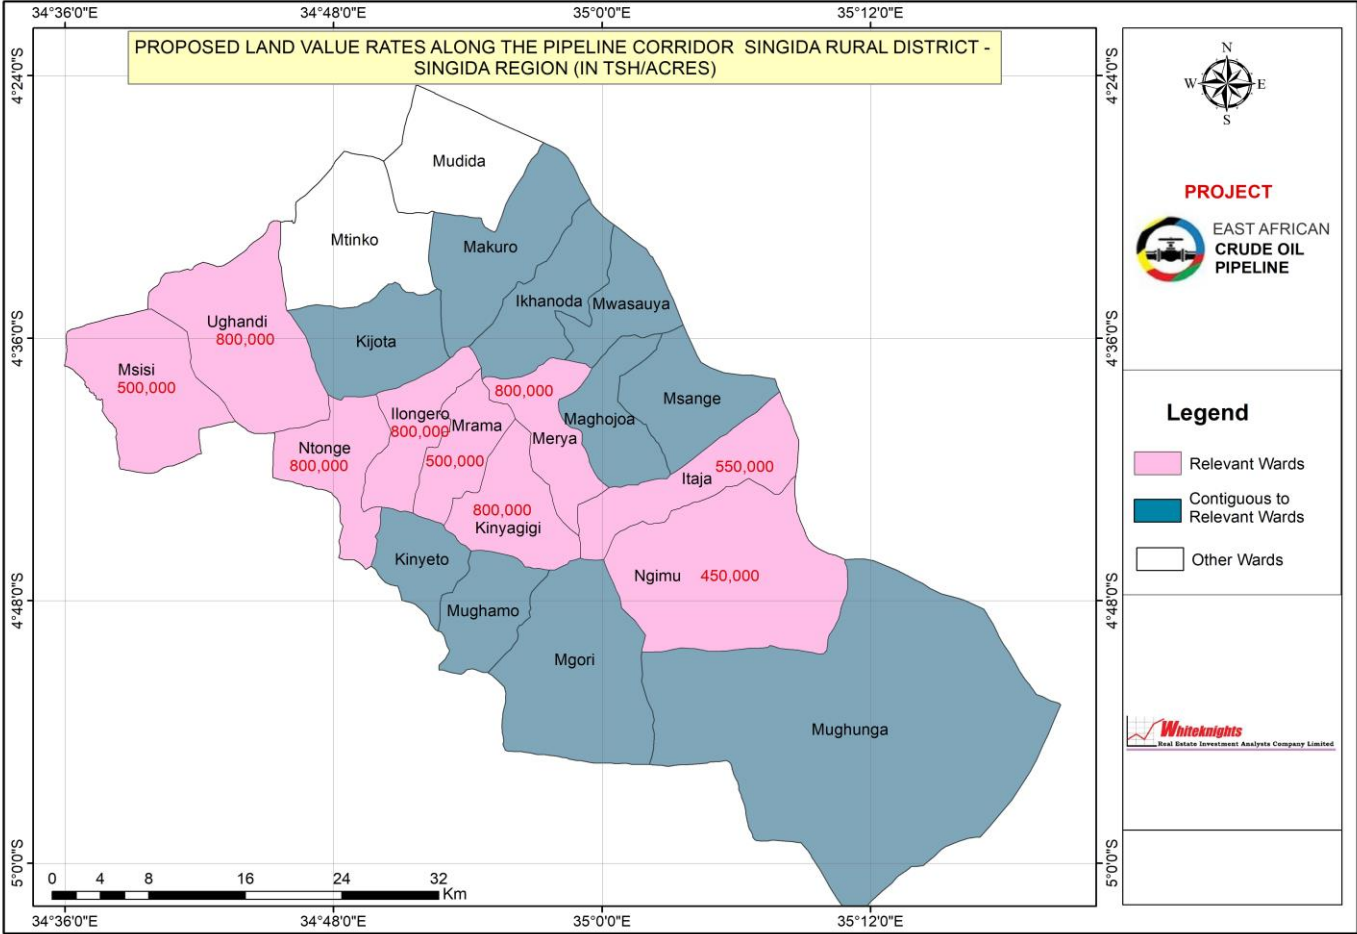 34°36'0"E
34°48'0"E
35°0'0"E
35°12'0"E
PROPOSED LAND VALUE RATES ALONG THE PIPELINE CORRIDOR SINGIDA RURAL DISTRICT -
SINGIDA REGION (IN TSH/ACRES)
4°24'0"S
4°24'0"S
4°36'0"S
4°36'0"S
4°48'0"S
4°48'0"S
5°0'0"S
5°0'0"S
Mudida
Mtinko
Makuro
Ikhanoda
Mwasauya
Ughandi
800,000
Kijota
Msisi
500,000
800,000
Merya
Maghojoa
Msange
Ilongero
800,000
Mrama
500,000
Ntonge
800,000
550,000
Itaja
800,000
Kinyagigi
Kinyeto
Ngimu 450,000
Mughamo
Mgori
Mughunga
0 4 8 16 24 32
Km
34°36'0"E
34°48'0"E
35°0'0"E
35°12'0"E
N
W E
S
PROJECT
EAST AFRICAN
CRUDE OIL
PIPELINE
Legend
Relevant Wards
Contiguous to
Relevant Wards
Other Wards
Whiteknights
Real Estate Investment Analysts Company Limited